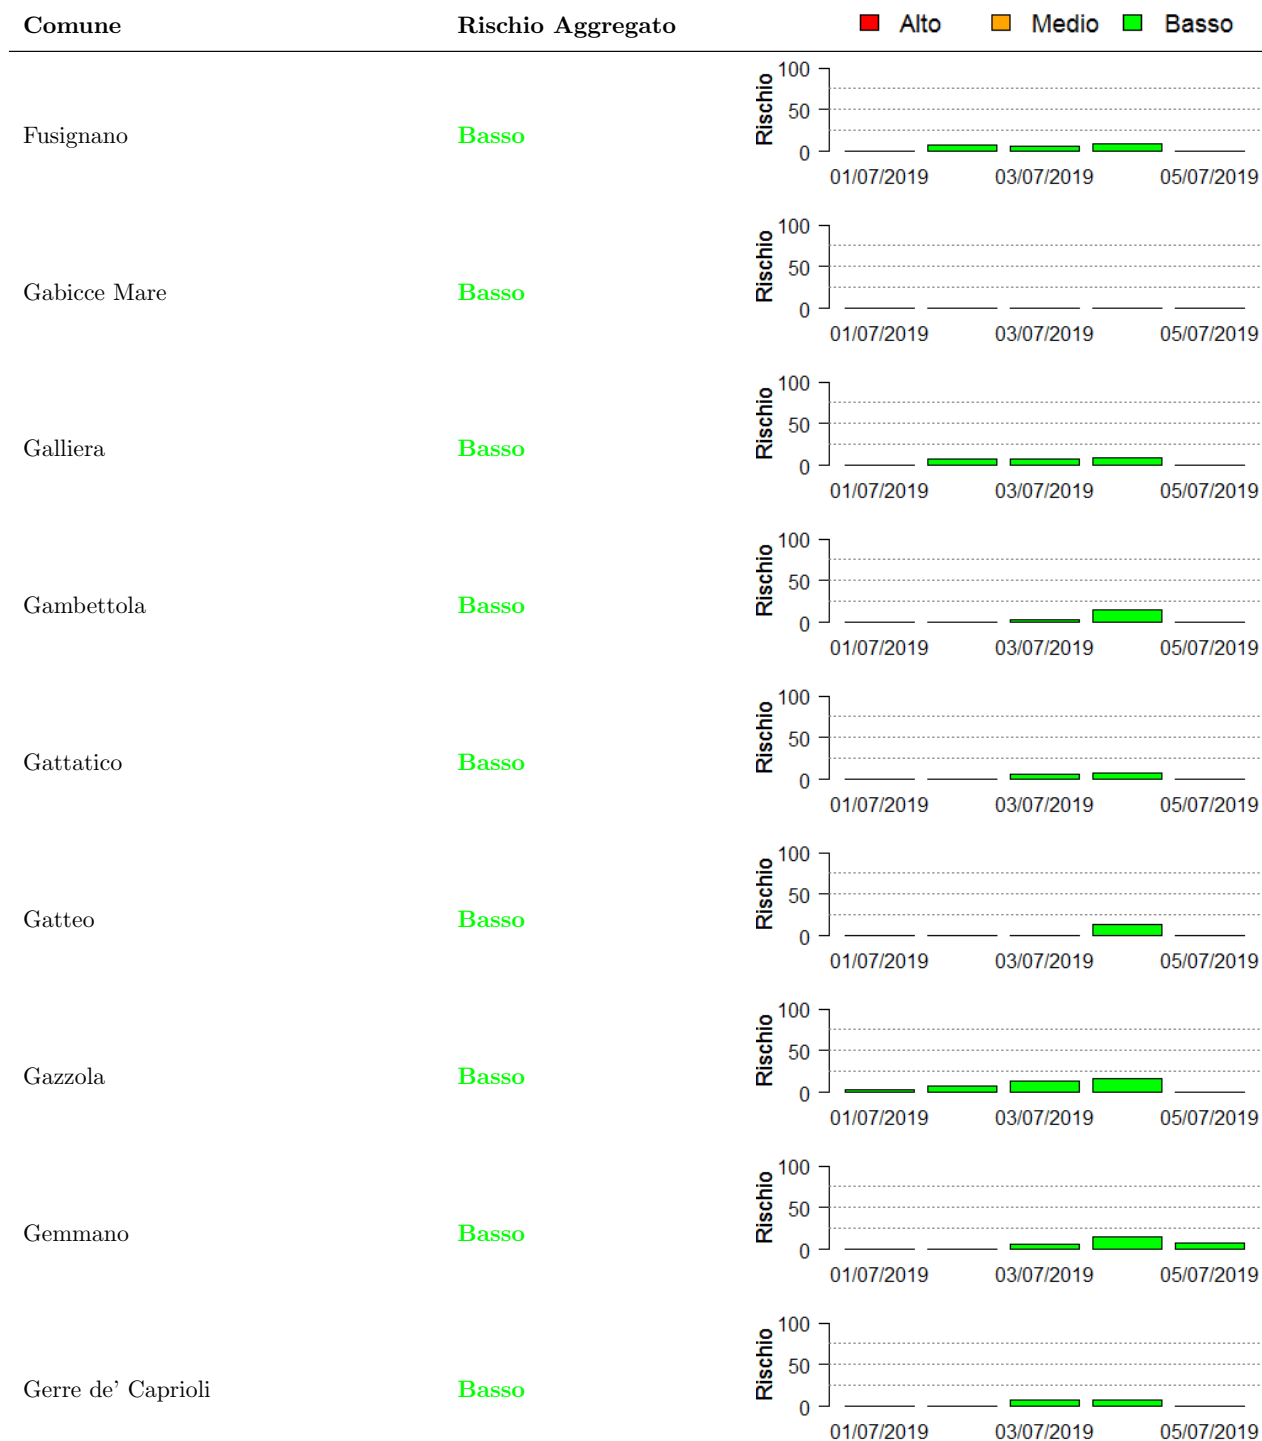 Comune Rischio Aggregato Alto Medio Basso
100
50
0
Rischio
Fusignano Basso
01/07/2019 03/07/2019 05/07/2019
100
50
0
Rischio
Gabicce Mare Basso
01/07/2019 03/07/2019 05/07/2019
100
50
0
Rischio
Galliera Basso
01/07/2019 03/07/2019 05/07/2019
100
50
0
Rischio
Gambettola Basso
01/07/2019 03/07/2019 05/07/2019
100
50
0
Rischio
Gattatico Basso
01/07/2019 03/07/2019 05/07/2019
100
50
0
Rischio
Gatteo Basso
01/07/2019 03/07/2019 05/07/2019
100
50
0
Rischio
Gazzola Basso
01/07/2019 03/07/2019 05/07/2019
100
50
0
Rischio
Gemmano Basso
01/07/2019 03/07/2019 05/07/2019
100
50
0
Rischio
Gerre de' Caprioli Basso
01/07/2019 03/07/2019 05/07/2019